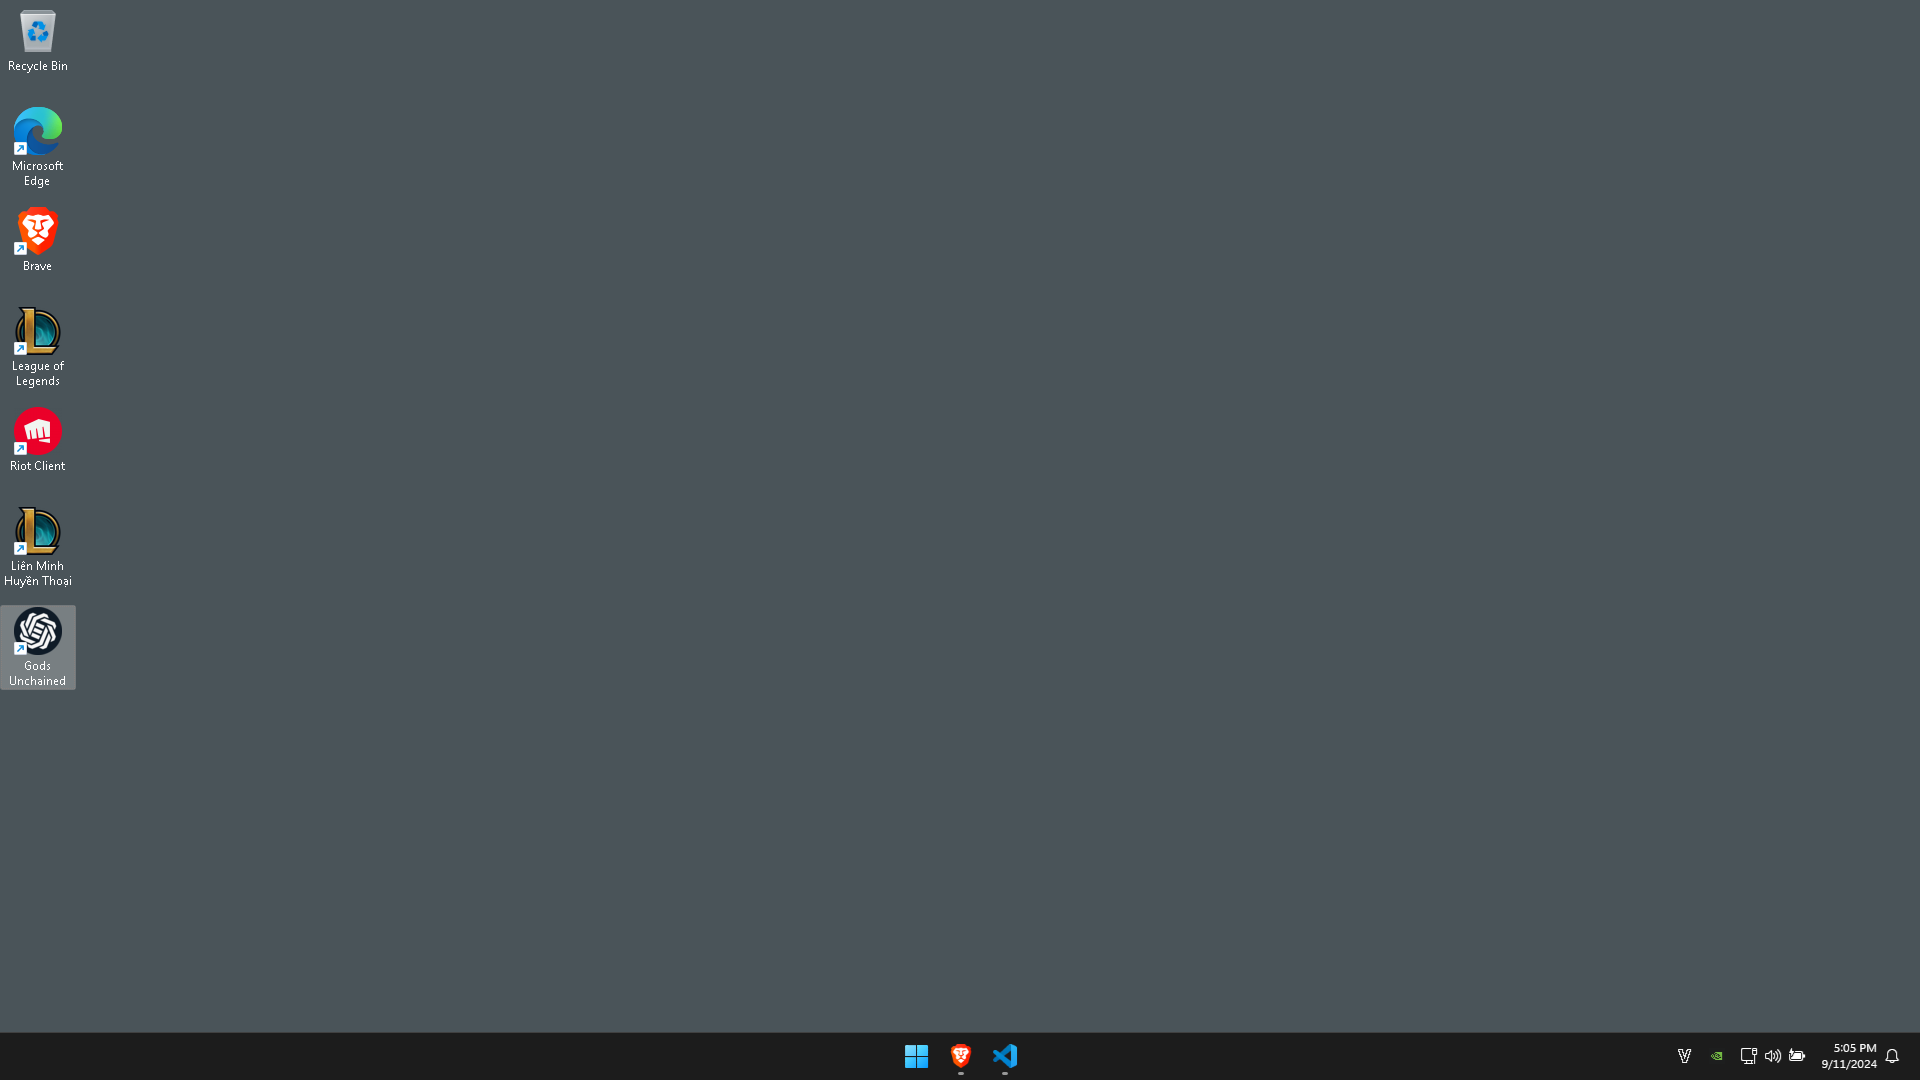 Recycle Bin
Microsoft
Edge
Brave
League of
Legends
Riot Client
Liên Minh
Huyền Thoại
Gods
Unchained
5:05 PM
9/11/2024